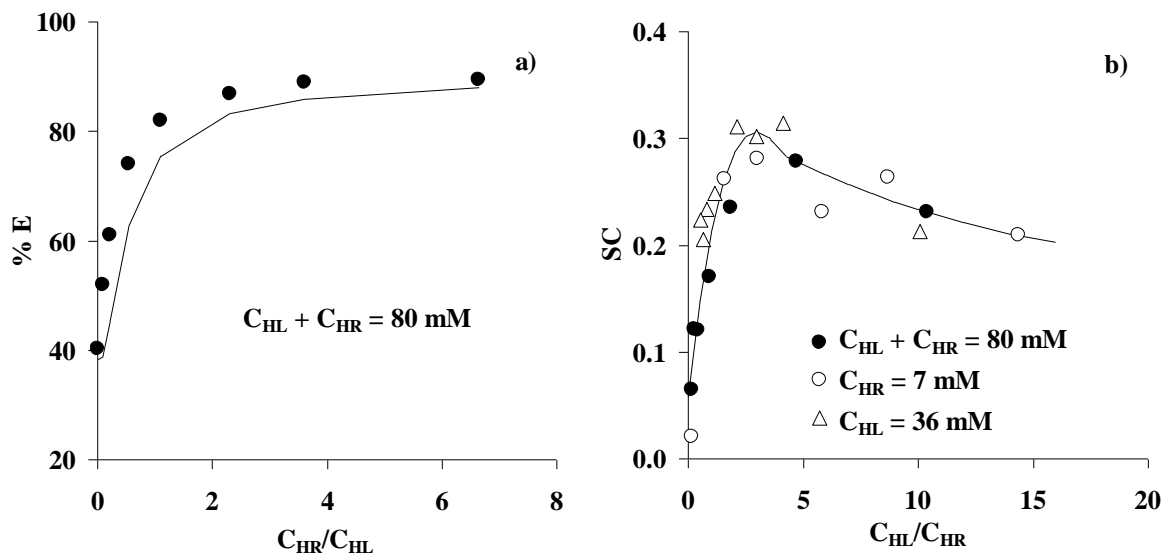 a)
100
80
60
40
20
% E
C_HL + C_HR = 80 mM
0 2 4 6 8
C_HR/C_HL
b)
0.4
0.3
0.2
0.1
0.0
SC
C_HL + C_HR = 80 mM
C_HR = 7 mM
C_HL = 36 mM
0 5 10 15 20
C_HL/C_HR